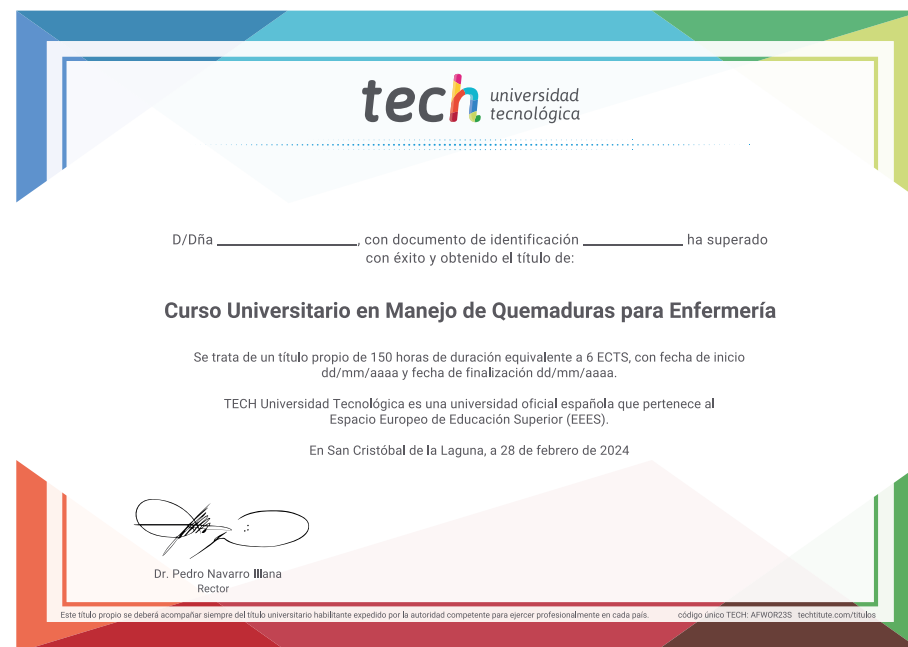 tech universidad
tecnológica
D/Dña ____________________, con documento de identificación ______________ ha superado
con éxito y obtenido el título de:
Curso Universitario en Manejo de Quemaduras para Enfermería
Se trata de un título propio de 150 horas de duración equivalente a 6 ECTS, con fecha de inicio
dd/mm/aaaa y fecha de finalización dd/mm/aaaa.
TECH Universidad Tecnológica es una universidad oficial española que pertenece al
Espacio Europeo de Educación Superior (EEES).
En San Cristóbal de la Laguna, a 28 de febrero de 2024
Dr. Pedro Navarro Illana
Rector
Este título propio se deberá acompañar siempre del título universitario habilitante expedido por la autoridad competente para ejercer profesionalmente en cada país. código único TECH: AFWOR23S techtitute.com/titulos